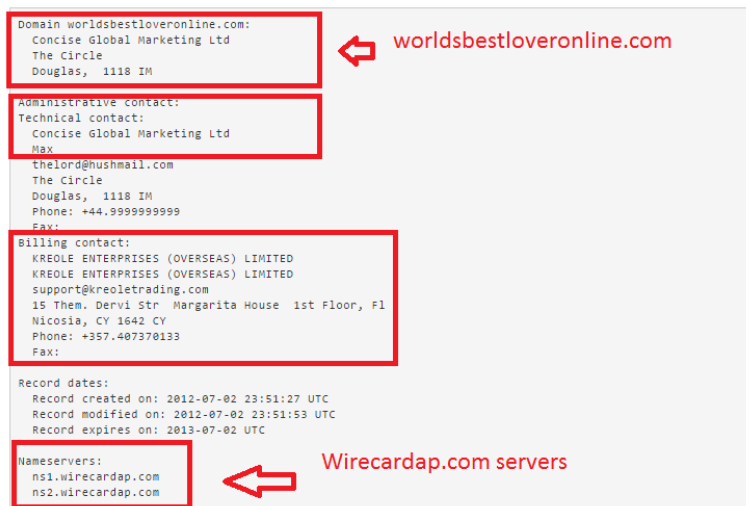 Domain worldsbestloveronline.com:
Concise Global Marketing Ltd
The Circle
Douglas, 1118 IM
worldsbestloveronline.com
Administrative contact:
Technical contact:
Concise Global Marketing Ltd
Max
thelord@hushmail.com
The Circle
Douglas, 1118 IM
Phone: +44.9999999999
Fax:
Billing contact:
KREOLE ENTERPRISES (OVERSEAS) LIMITED
KREOLE ENTERPRISES (OVERSEAS) LIMITED
support@kreoletrading.com
15 Them. Dervi Str Margarita House 1st Floor, Fl
Nicosia, CY 1642 CY
Phone: +357.407370133
Fax:
Record dates:
Record created on: 2012-07-02 23:51:27 UTC
Record modified on: 2012-07-02 23:51:53 UTC
Record expires on: 2013-07-02 UTC
Nameservers:
ns1.wirecardap.com
ns2.wirecardap.com
Wirecardap.com servers